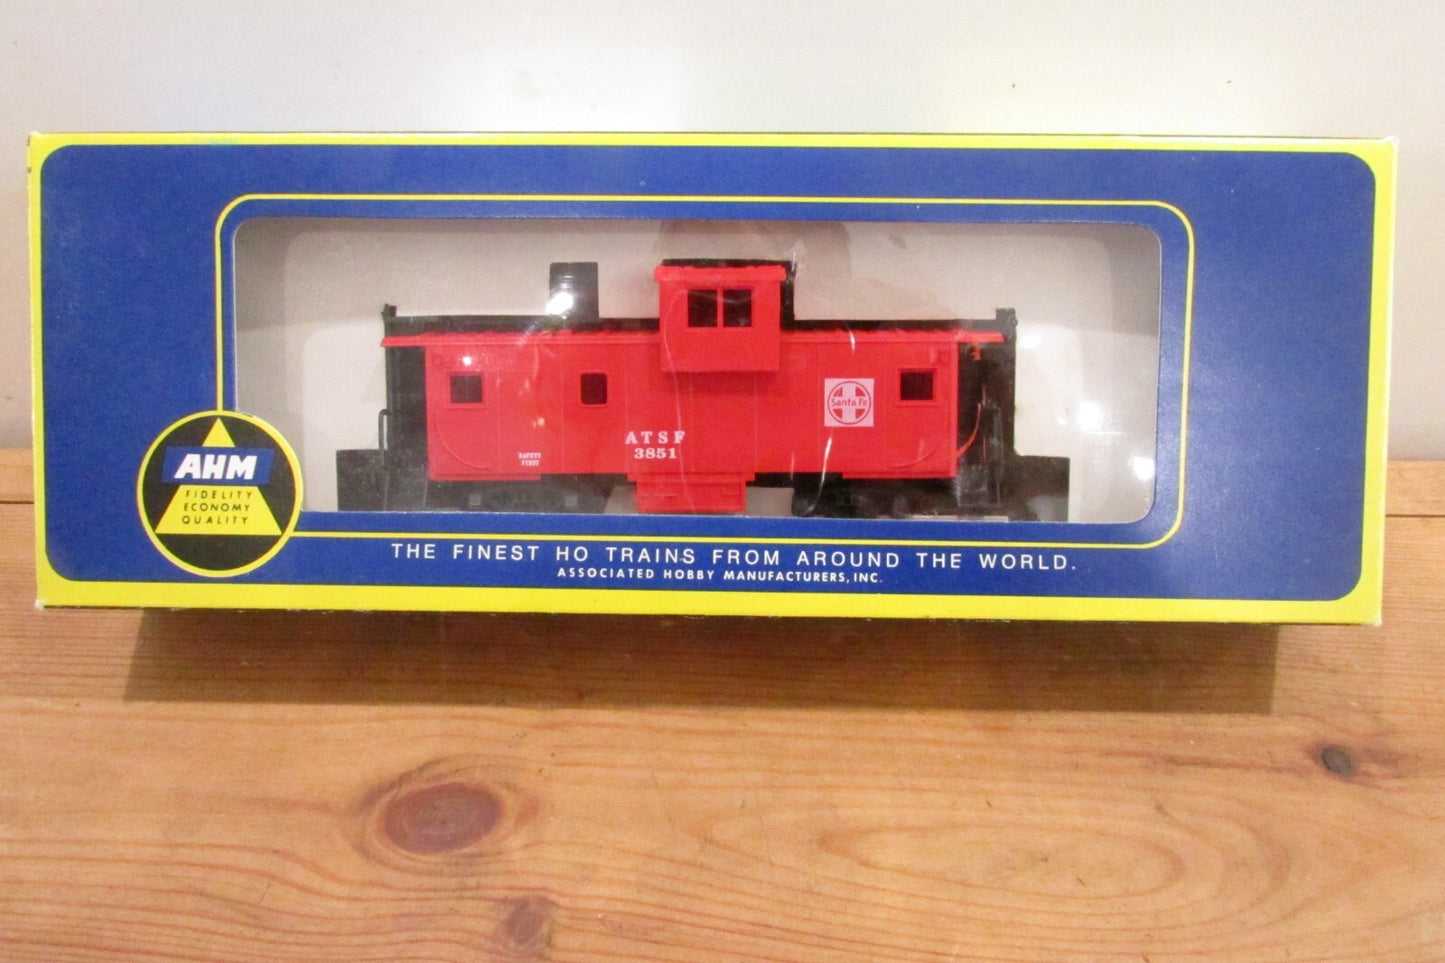 Santa Fe
A T S F
3851
SAFETY
FIRST
AHM
FIDELITY
ECONOMY
QUALITY
THE FINEST HO TRAINS FROM AROUND THE WORLD.
ASSOCIATED HOBBY MANUFACTURERS, INC.